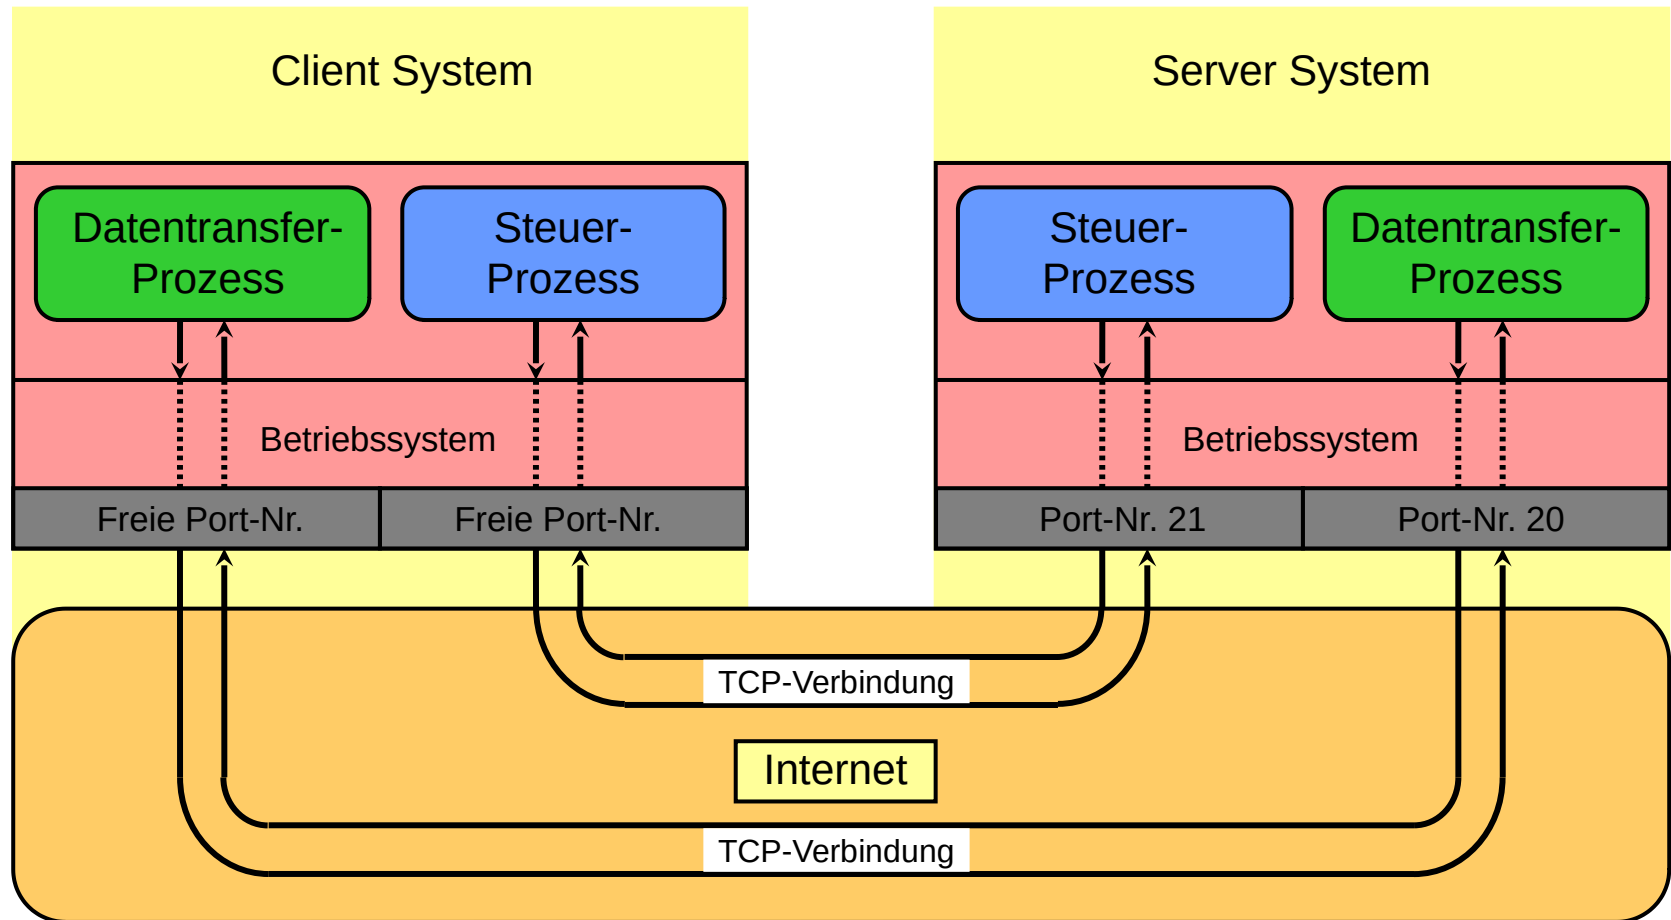 Client System
Server System
Datentransfer-
Prozess
Steuer-
Prozess
Steuer-
Prozess
Datentransfer-
Prozess
Betriebssystem
Betriebssystem
Freie Port-Nr.
Freie Port-Nr.
Port-Nr. 21
Port-Nr. 20
TCP-Verbindung
Internet
TCP-Verbindung